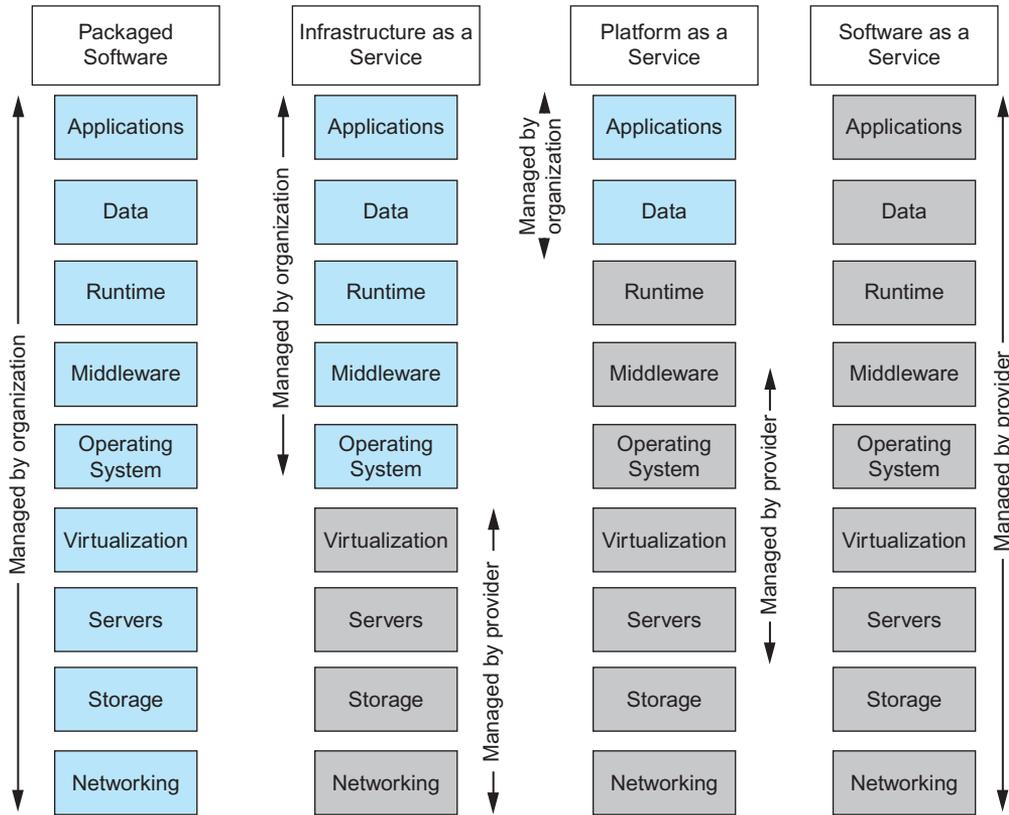 Packaged
Software
Infrastructure as a
Service
Platform as a
Service
Software as a
Service
Managed by organization
Applications
Data
Runtime
Middleware
Operating
System
Virtualization
Servers
Storage
Networking
Managed by organization
Applications
Data
Runtime
Middleware
Operating
System
Virtualization
Servers
Storage
Networking
Managed by provider
Managed by
organization
Applications
Data
Runtime
Middleware
Operating
System
Virtualization
Servers
Storage
Networking
Managed by provider
Applications
Data
Runtime
Middleware
Operating
System
Virtualization
Servers
Storage
Networking
Managed by provider